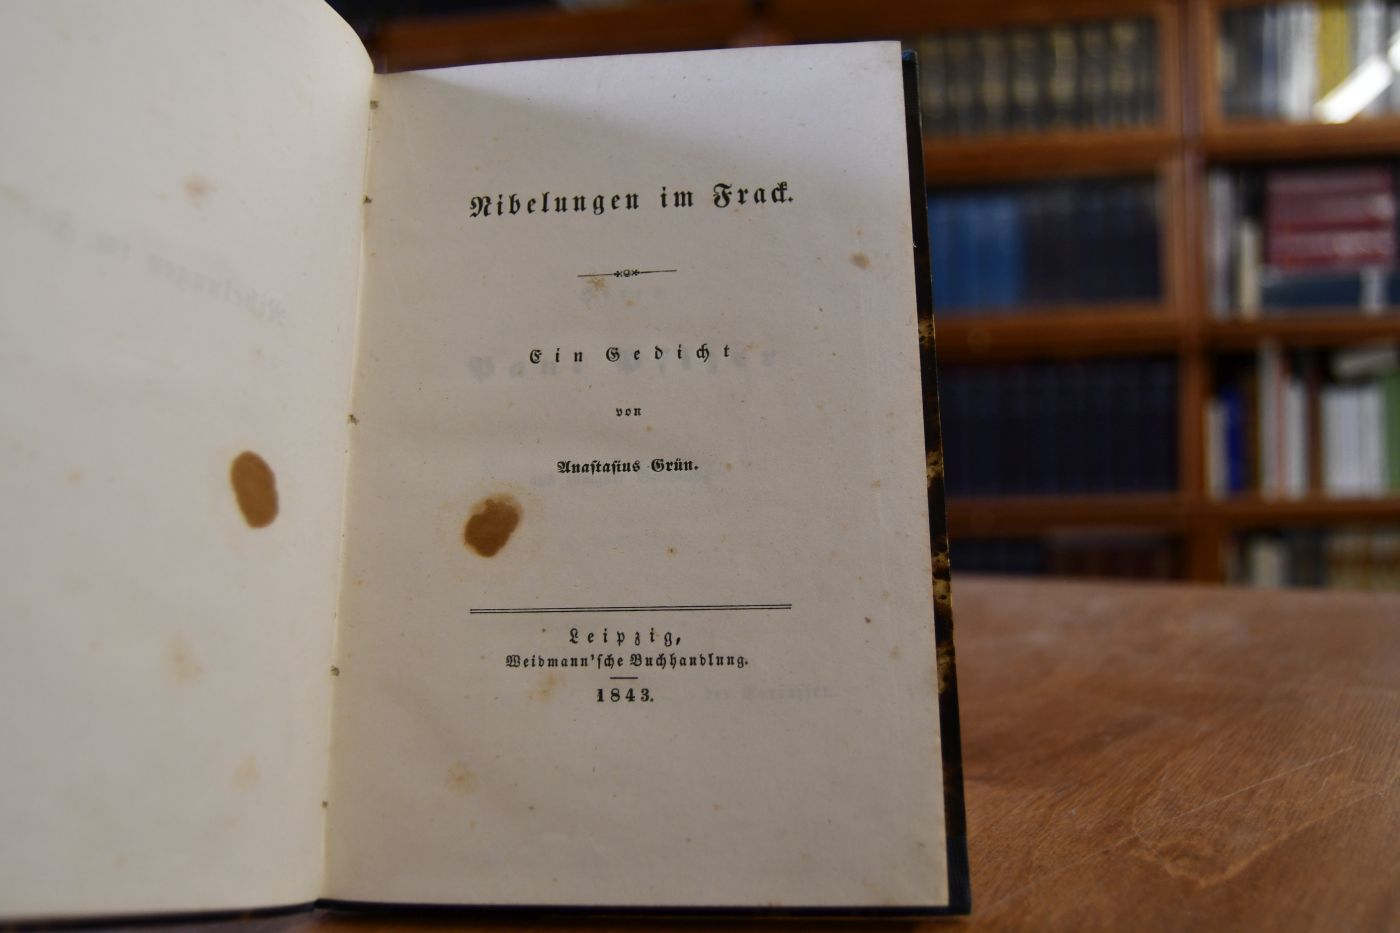 Nibelungen im Frack.
Ein Gedicht
von
Anaſtaſius Grün.
Leipzig,
Weidmann'ſche Buchhandlung.
1843.